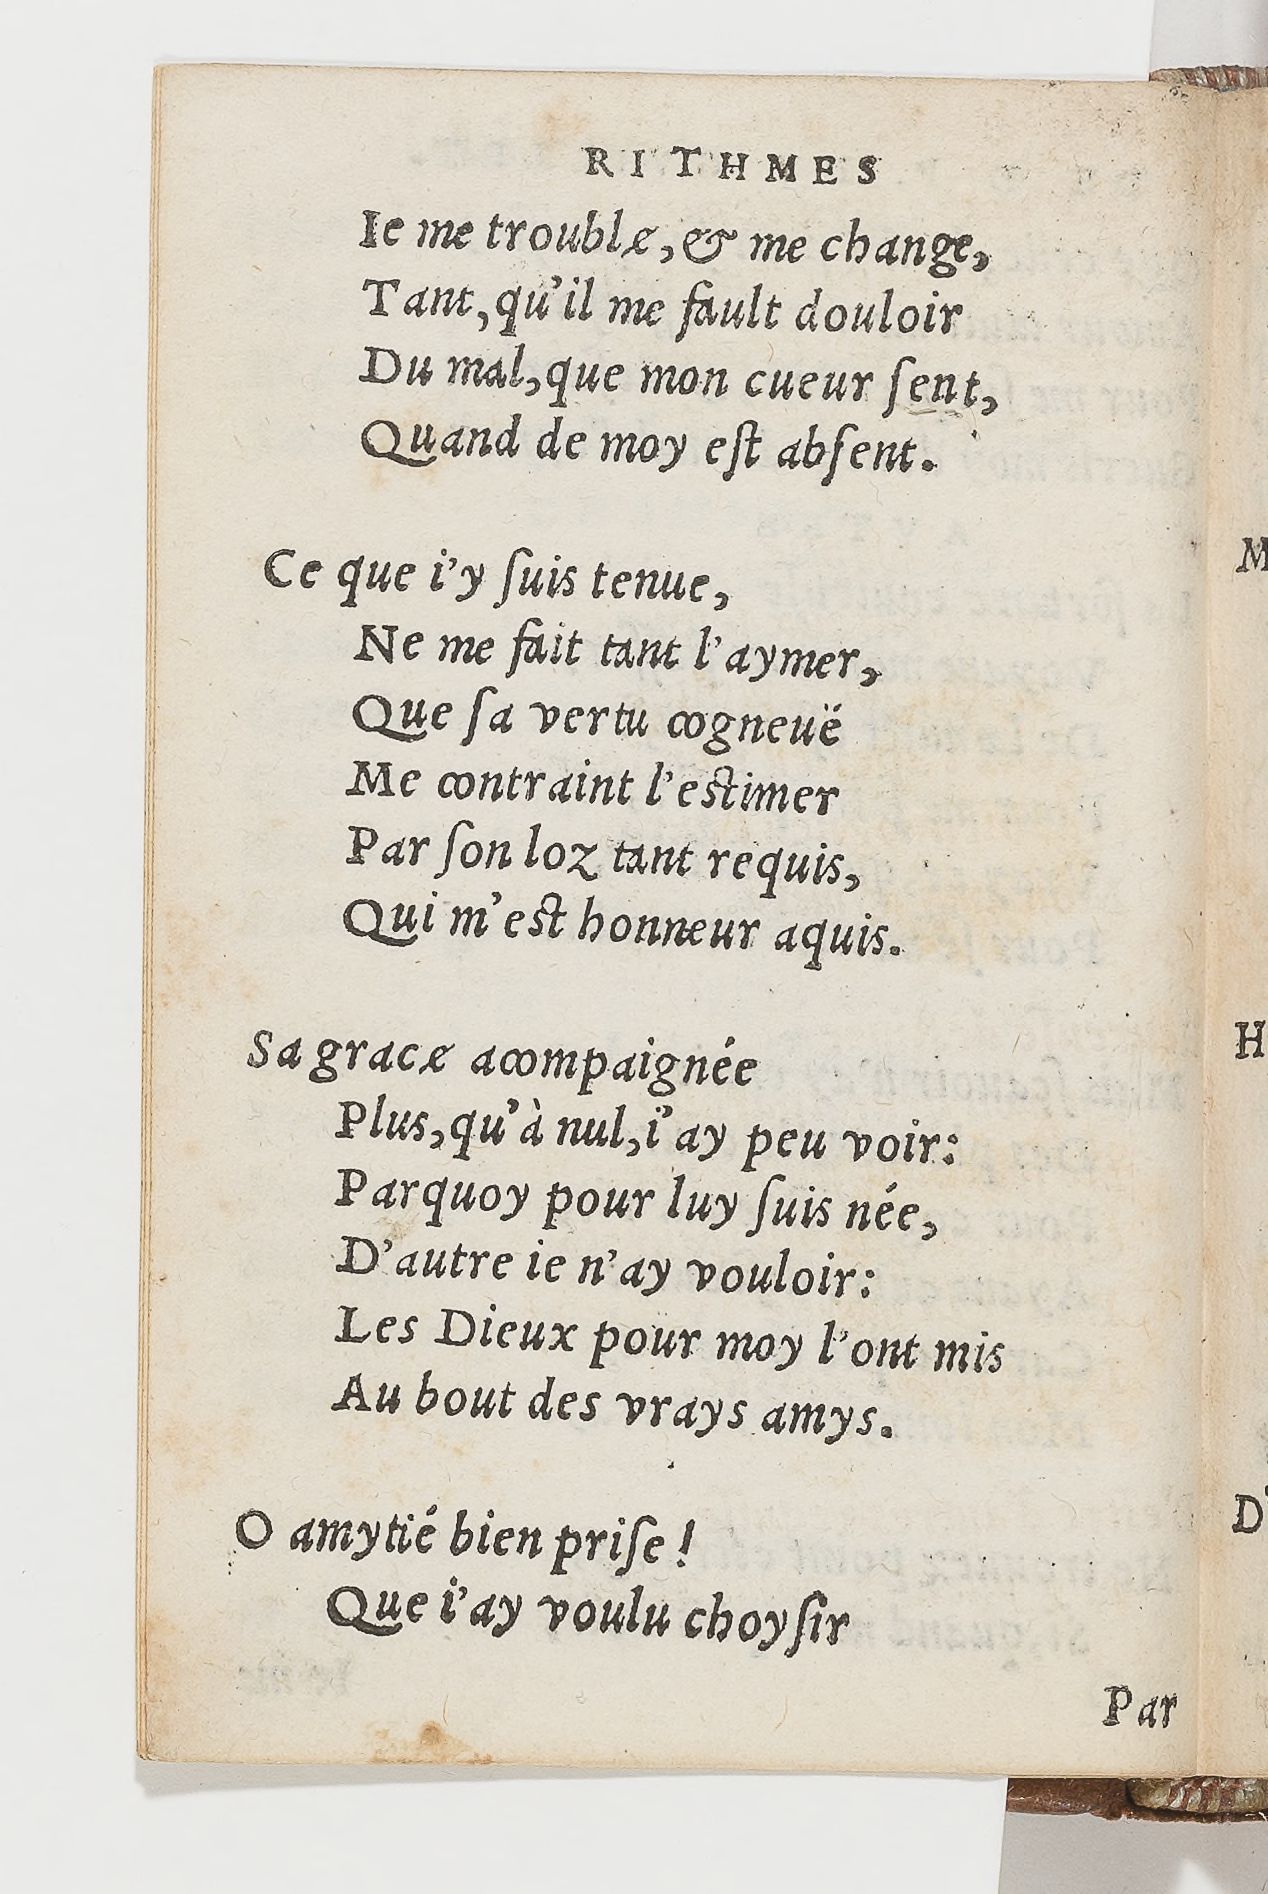 RITHMES
Ie me trouble, & me change,
Tant, qu'il me fault douloir
Du mal, que mon cueur ſent,
Quand de moy eſt abſent.
Ce que i'y ſuis tenue,
Ne me fait tant l'aymer,
Que ſa vertu cogneuë
Me contraint l'eſtimer
Par ſon loz tant requis,
Qui m'eſt honneur aquis.
Sa grace acompaignée
Plus, qu'à nul, i'ay peu voir:
Parquoy pour luy ſuis née,
D'autre ie n'ay vouloir:
Les Dieux pour moy l'ont mis
Au bout des vrays amys.
O amytié bien priſe!
Que i'ay voulu choyſir
Par
M
H
D'